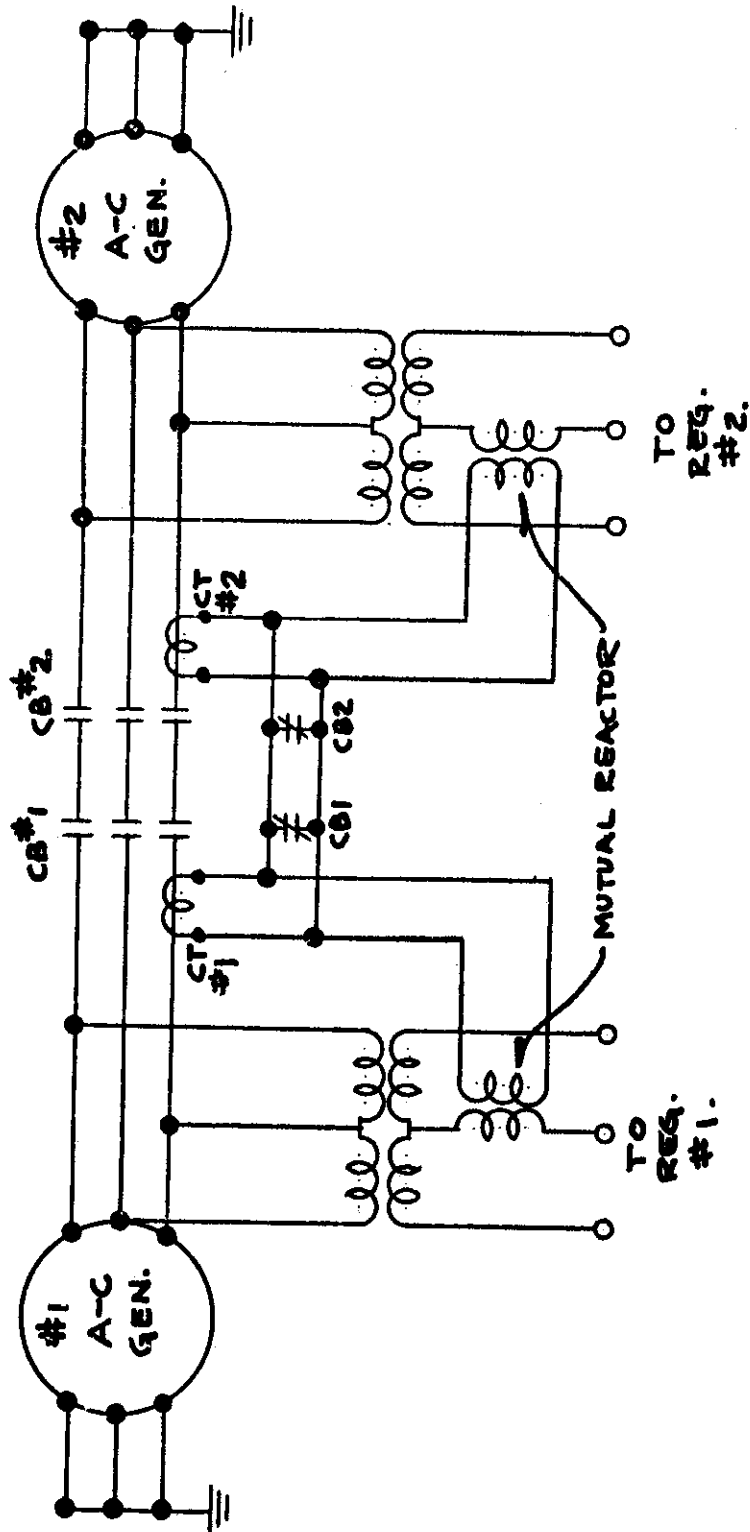 #1
A-C
GEN.
CB#1
CB#2
#2
A-C
GEN.
CT
#1
CT
#2
CB1
CB2
MUTUAL REACTOR
TO
REG.
#1.
TO
REG.
#2.